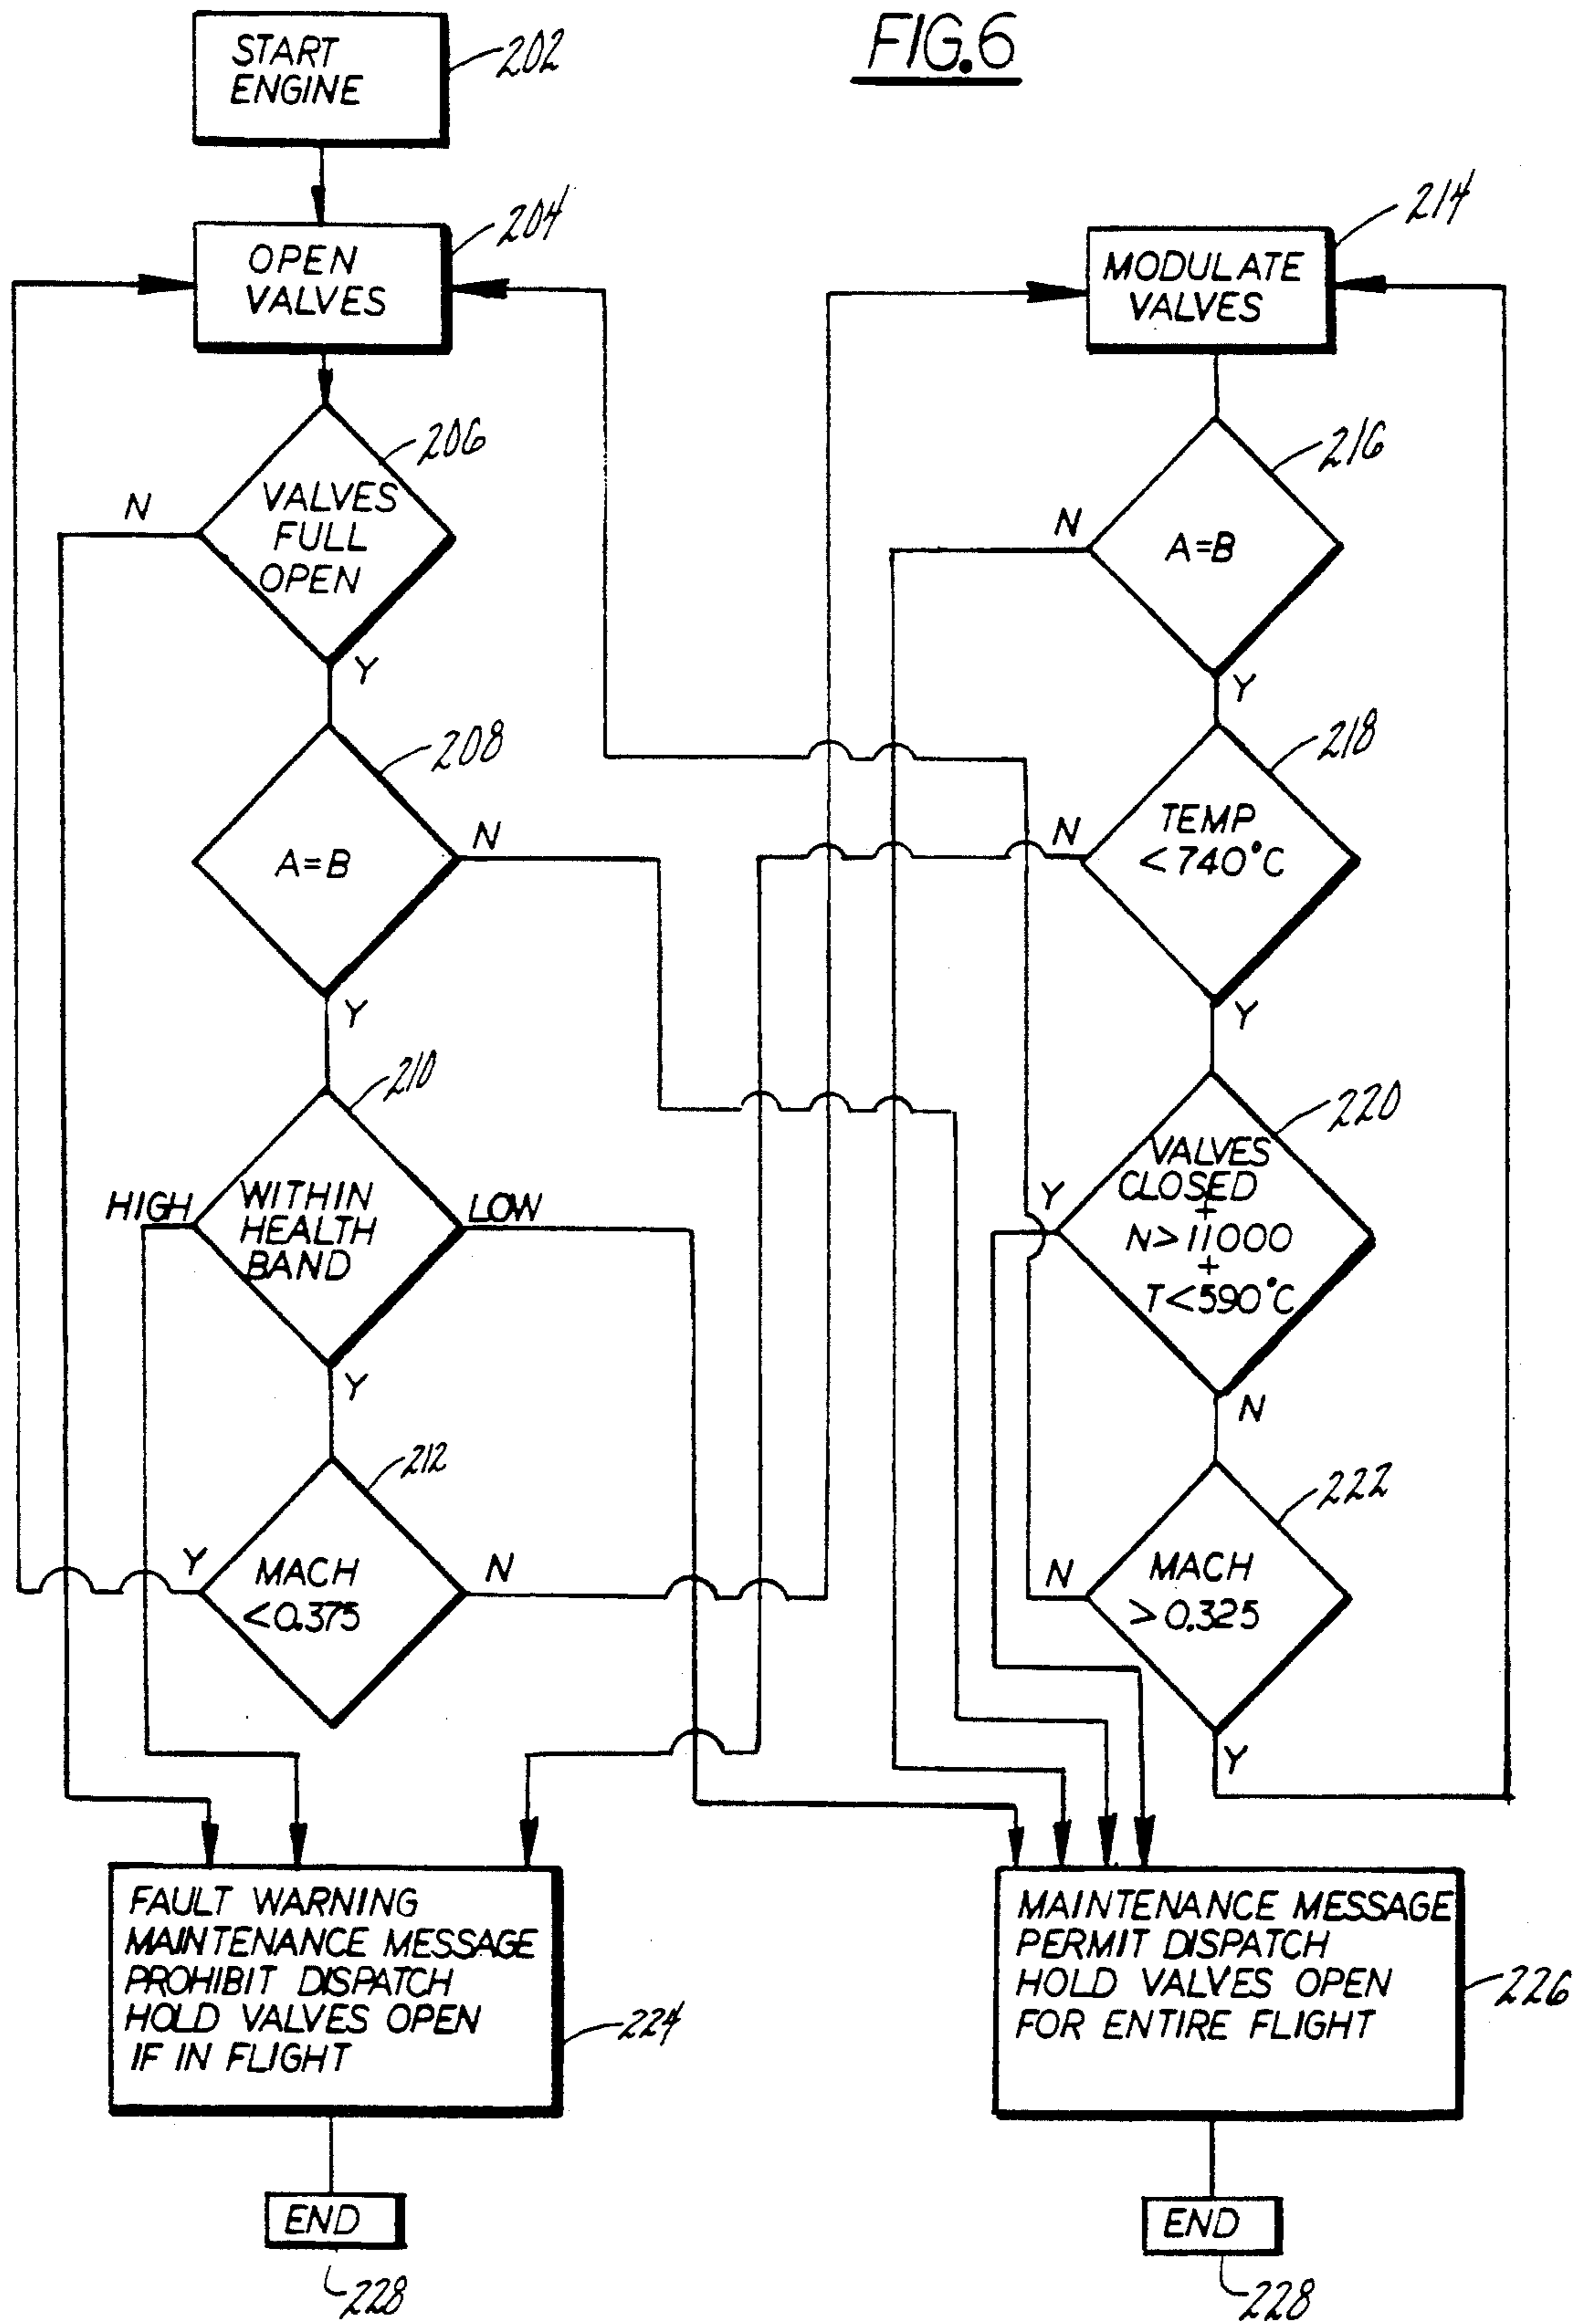 FIG.6
START
ENGINE
202
OPEN
VALVES
204
VALVES
FULL
OPEN
206
N
Y
A=B
208
N
Y
WITHIN
HEALTH
BAND
210
HIGH
LOW
Y
MACH
<0.375
212
Y
N
MODULATE
VALVES
214
A=B
216
N
Y
TEMP
<740°C
218
N
Y
VALVES
CLOSED
+
N>11000
+
T<590°C
220
Y
N
MACH
>0.325
222
N
Y
FAULT WARNING
MAINTENANCE MESSAGE
PROHIBIT DISPATCH
HOLD VALVES OPEN
IF IN FLIGHT
224
MAINTENANCE MESSAGE
PERMIT DISPATCH
HOLD VALVES OPEN
FOR ENTIRE FLIGHT
226
END
228
END
228